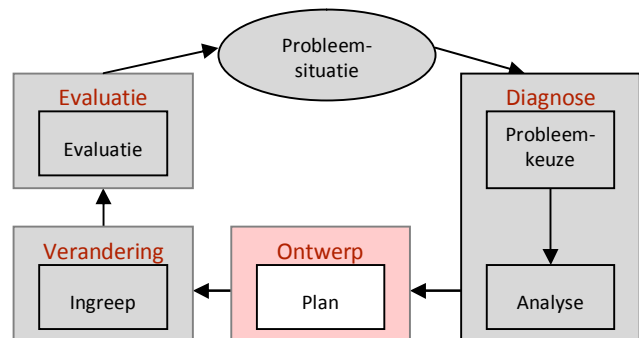 Probleem-
situatie
Evaluatie
Evaluatie
Diagnose
Probleem-
keuze
Verandering
Ingreep
Ontwerp
Plan
Analyse